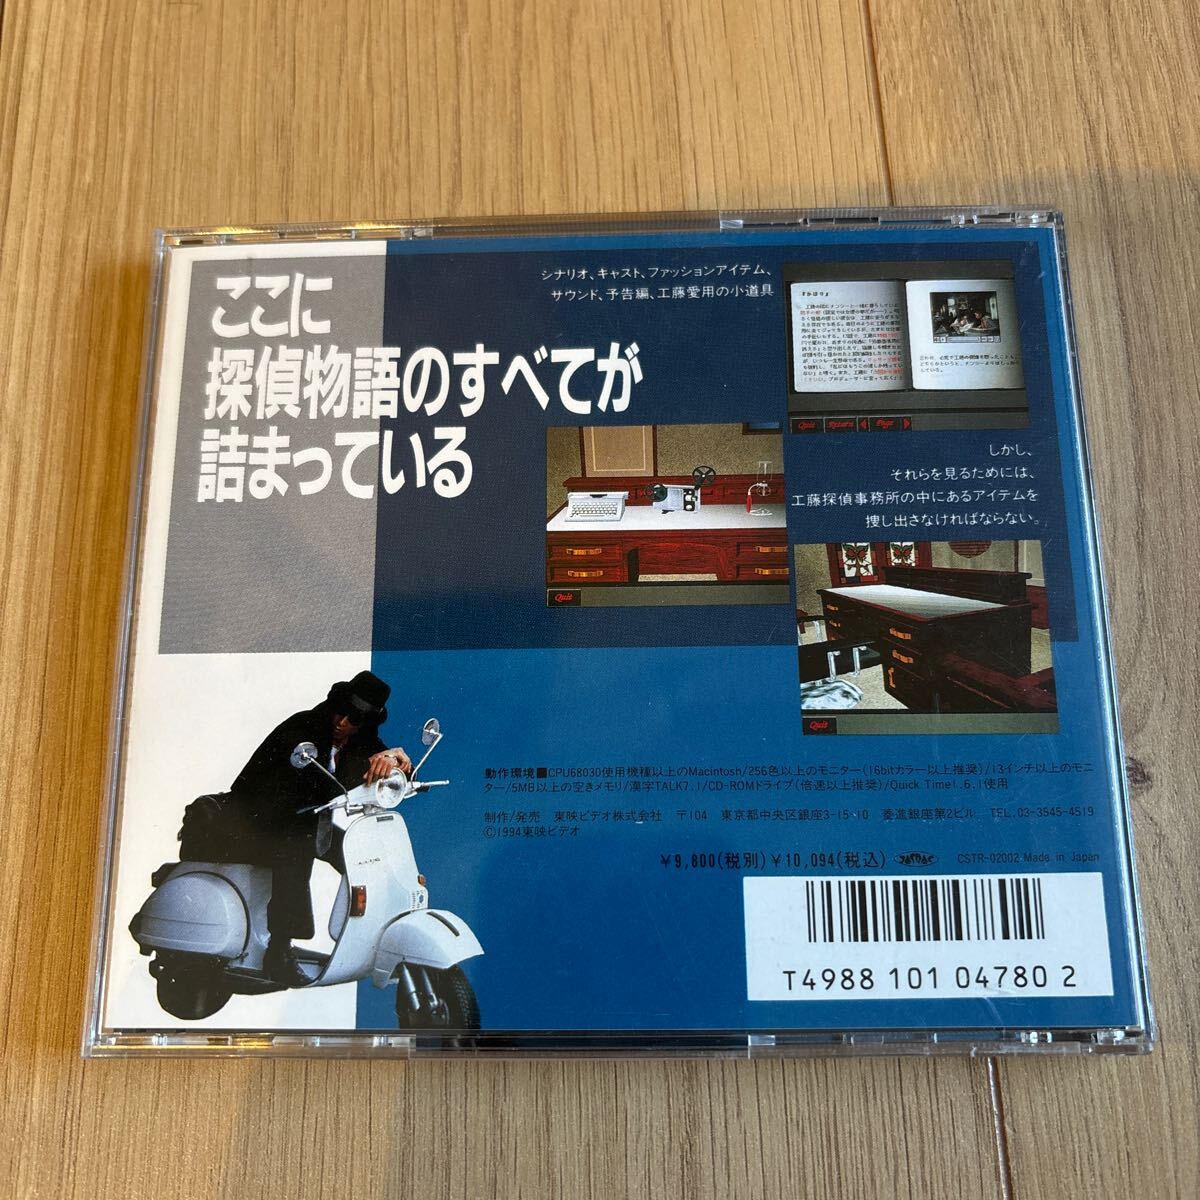 ここに
探偵物語のすべてが
詰まっている
シナリオ、キャスト、ファッションアイテム、
サウンド、予告編、工藤愛用の小道具
Quit Return Page
しかし、
それらを見るためには、
工藤探偵事務所の中にあるアイテムを
捜し出さなければならない。
Quit
Quit
動作環境■CPU68030使用機種以上のMacintosh/256色以上のモニター(16bitカラー以上推奨)/13インチ以上のモニ
ター/5MB以上の空きメモリ/漢字TALK7.1/CD-ROMドライブ(倍速以上推奨)/Quick Time1.6.1使用
制作/発売 東映ビデオ株式会社 〒104 東京都中央区銀座3-15-10 菱進銀座第2ビル TEL.03-3545-4519
©1994東映ビデオ
¥9,800(税別)¥10,094(税込) CSTR-02002 Made in Japan
T4988 101 04780 2